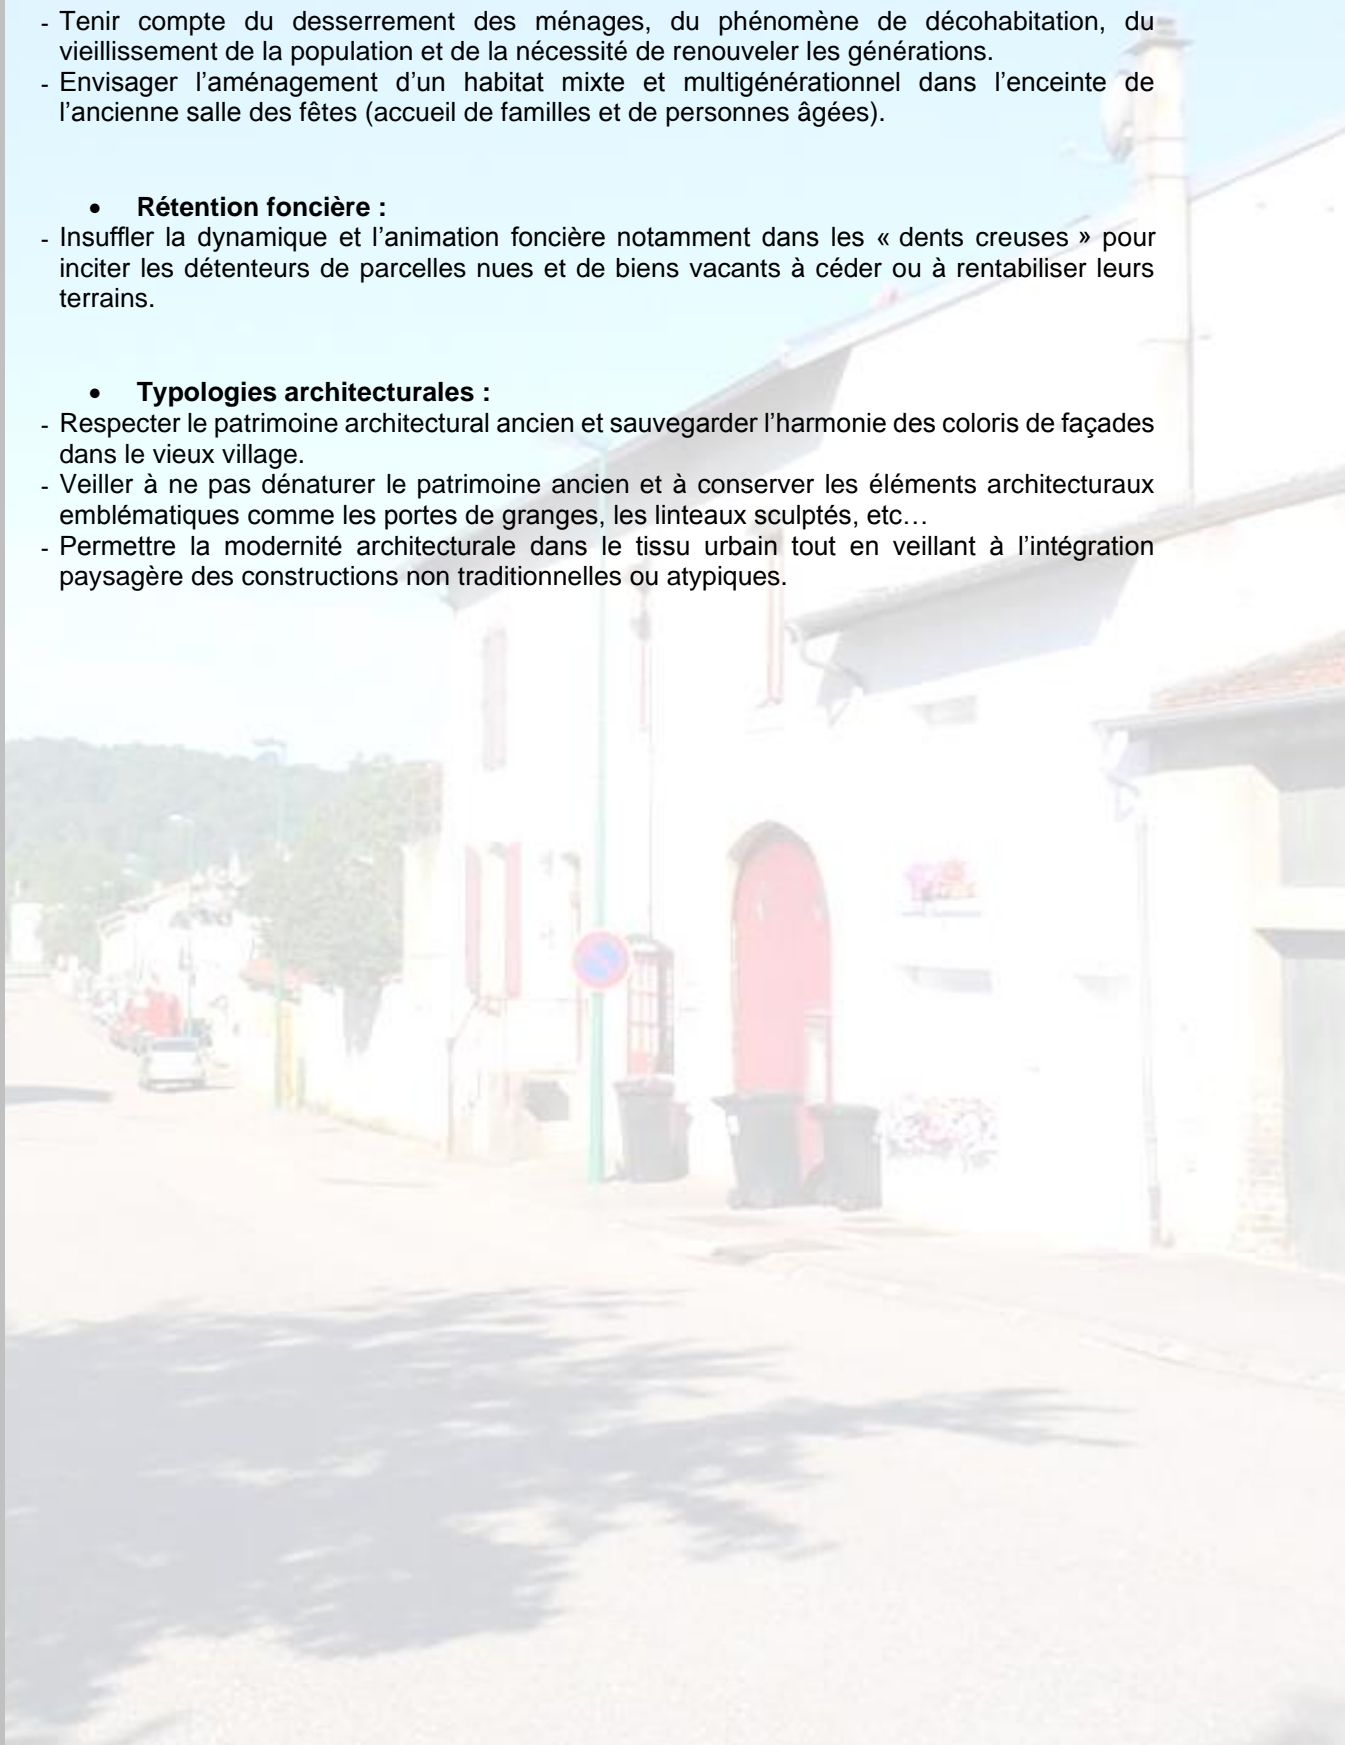 - Tenir compte du desserrement des ménages, du phénomène de décohabitation, du
vieillissement de la population et de la nécessité de renouveler les générations.
- Envisager l’aménagement d’un habitat mixte et multigénérationnel dans l’enceinte de
l’ancienne salle des fêtes (accueil de familles et de personnes âgées).
• Rétention foncière :
- Insuffler la dynamique et l’animation foncière notamment dans les « dents creuses » pour
inciter les détenteurs de parcelles nues et de biens vacants à céder ou à rentabiliser leurs
terrains.
• Typologies architecturales :
- Respecter le patrimoine architectural ancien et sauvegarder l’harmonie des coloris de façades
dans le vieux village.
- Veiller à ne pas dénaturer le patrimoine ancien et à conserver les éléments architecturaux
emblématiques comme les portes de granges, les linteaux sculptés, etc…
- Permettre la modernité architecturale dans le tissu urbain tout en veillant à l’intégration
paysagère des constructions non traditionnelles ou atypiques.